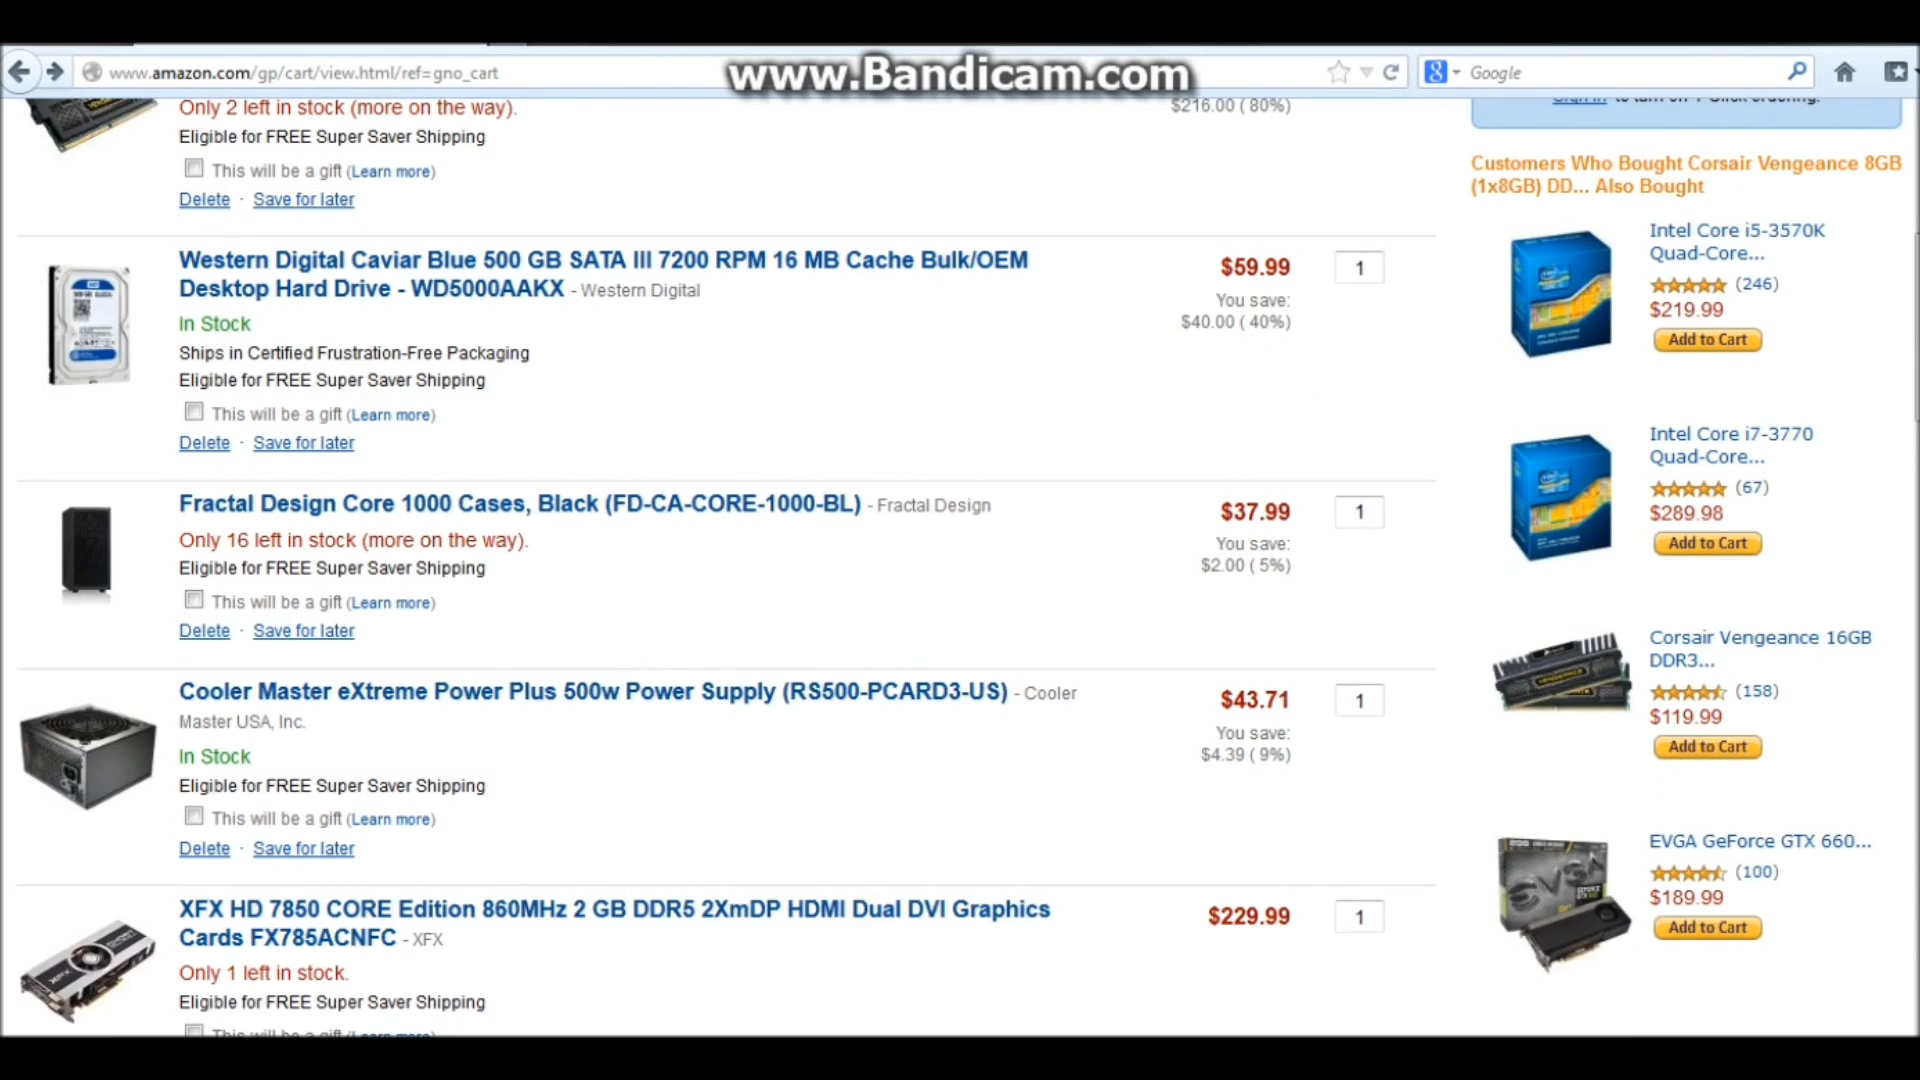 www.amazon.com/gp/cart/view.html/ref=gno_cart
www.Bandicam.com
Google
Only 2 left in stock (more on the way).
$216.00 ( 80%)
Eligible for FREE Super Saver Shipping
This will be a gift (Learn more)
Delete · Save for later
Western Digital Caviar Blue 500 GB SATA III 7200 RPM 16 MB Cache Bulk/OEM
Desktop Hard Drive - WD5000AAKX - Western Digital
$59.99
1
You save:
$40.00 ( 40%)
In Stock
Ships in Certified Frustration-Free Packaging
Eligible for FREE Super Saver Shipping
This will be a gift (Learn more)
Delete · Save for later
Fractal Design Core 1000 Cases, Black (FD-CA-CORE-1000-BL) - Fractal Design
$37.99
1
You save:
$2.00 ( 5%)
Only 16 left in stock (more on the way).
Eligible for FREE Super Saver Shipping
This will be a gift (Learn more)
Delete · Save for later
Cooler Master eXtreme Power Plus 500w Power Supply (RS500-PCARD3-US) - Cooler
Master USA, Inc.
$43.71
1
You save:
$4.39 ( 9%)
In Stock
Eligible for FREE Super Saver Shipping
This will be a gift (Learn more)
Delete · Save for later
XFX HD 7850 CORE Edition 860MHz 2 GB DDR5 2XmDP HDMI Dual DVI Graphics
Cards FX785ACNFC - XFX
$229.99
1
Only 1 left in stock.
Eligible for FREE Super Saver Shipping
This will be a gift (Learn more)
Sign in to turn on 1-Click ordering.
Customers Who Bought Corsair Vengeance 8GB
(1x8GB) DD... Also Bought
Intel Core i5-3570K
Quad-Core...
(246)
$219.99
Add to Cart
Intel Core i7-3770
Quad-Core...
(67)
$289.98
Add to Cart
Corsair Vengeance 16GB
DDR3...
(158)
$119.99
Add to Cart
EVGA GeForce GTX 660...
(100)
$189.99
Add to Cart